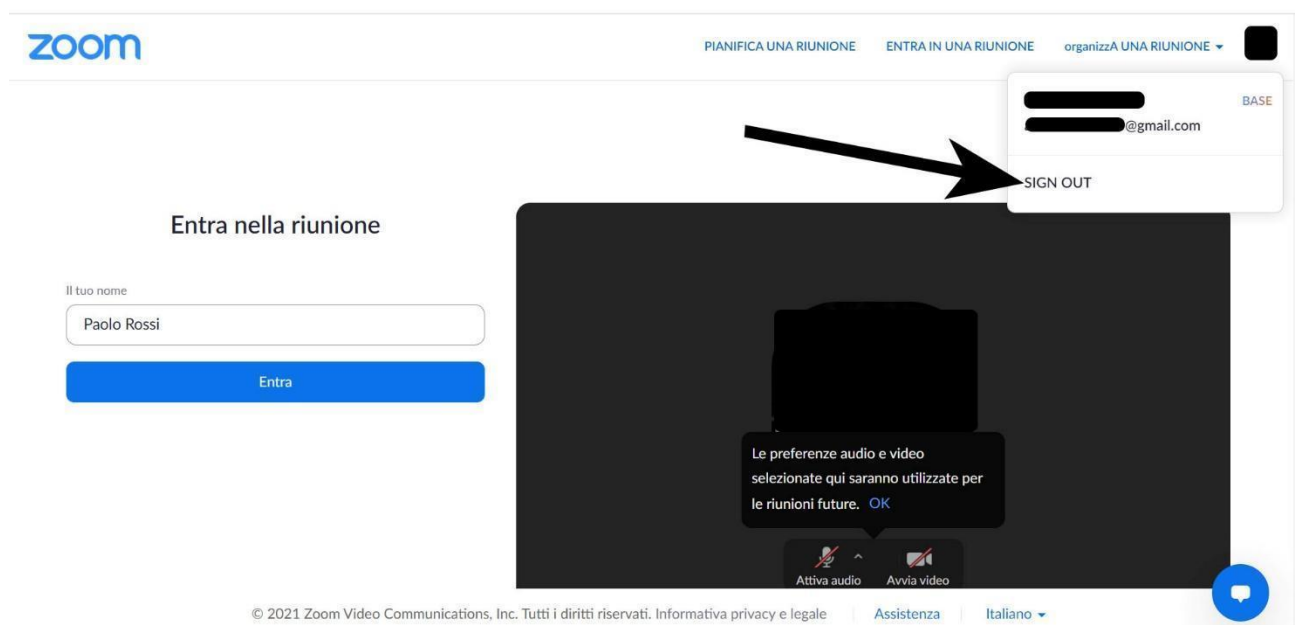 zoom
PIANIFICA UNA RIUNIONE ENTRA IN UNA RIUNIONE organizzA UNA RIUNIONE
BASE
@gmail.com
SIGN OUT
Entra nella riunione
Il tuo nome
Paolo Rossi
Entra
Le preferenze audio e video
selezionate qui saranno utilizzate per
le riunioni future. OK
Attiva audio Avvia video
© 2021 Zoom Video Communications, Inc. Tutti i diritti riservati. Informativa privacy e legale Assistenza Italiano